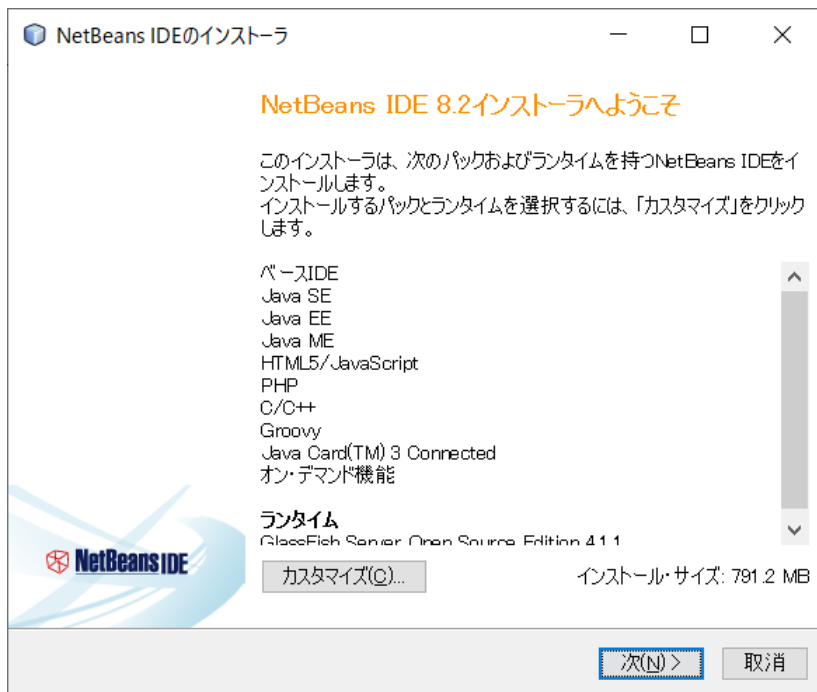 NetBeans IDEのインストーラ
NetBeans IDE 8.2インストーラへようこそ
このインストーラは、次のパックおよびランタイムを持つNetBeans IDEをイ
ンストールします。
インストールするパックとランタイムを選択するには、「カスタマイズ」をクリック
します。
ベースIDE
Java SE
Java EE
Java ME
HTML5/JavaScript
PHP
C/C++
Groovy
Java Card(TM) 3 Connected
オン・デマンド機能
ランタイム
GlassFish Server Open Source Edition 4.1.1
NetBeans IDE
カスタマイズ(C)...
インストール・サイズ: 791.2 MB
次(N) >
取消